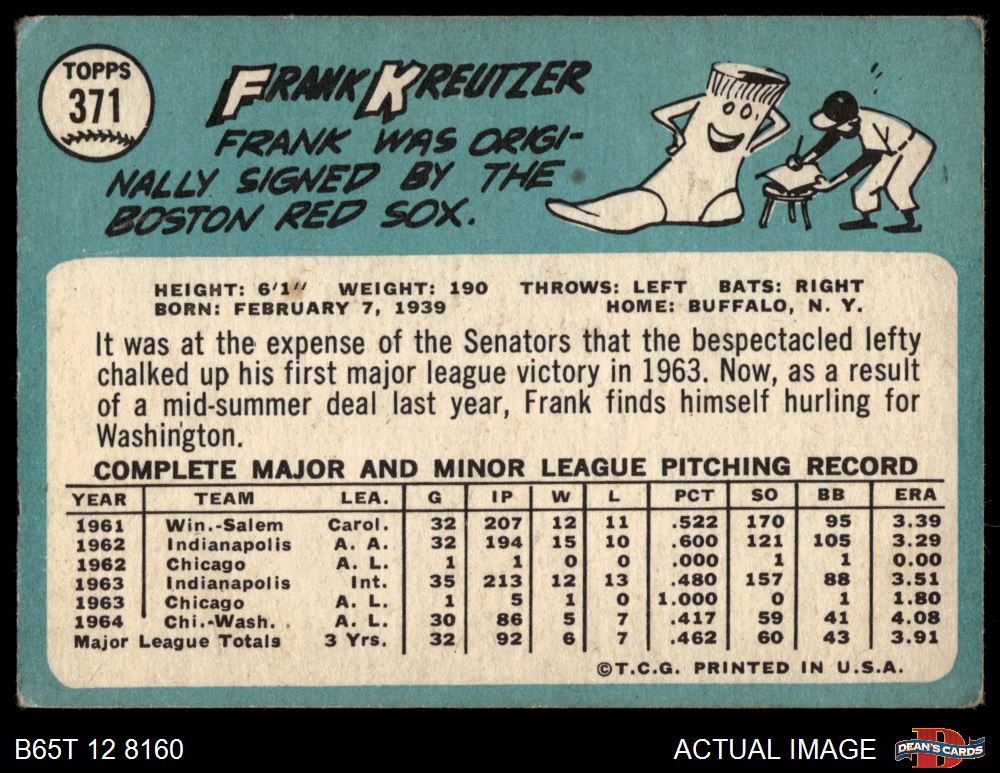 TOPPS
371
FRANK KREUTZER
FRANK WAS ORIGI-
NALLY SIGNED BY THE
BOSTON RED SOX.
HEIGHT: 6'1" WEIGHT: 190 THROWS: LEFT BATS: RIGHT
BORN: FEBRUARY 7, 1939 HOME: BUFFALO, N. Y.
It was at the expense of the Senators that the bespectacled lefty
chalked up his first major league victory in 1963. Now, as a result
of a mid-summer deal last year, Frank finds himself hurling for
Washington.
COMPLETE MAJOR AND MINOR LEAGUE PITCHING RECORD
YEAR TEAM LEA. G IP W L PCT SO BB ERA
1961 Win.-Salem Carol. 32 207 12 11 .522 170 95 3.39
1962 Indianapolis A. A. 32 194 15 10 .600 121 105 3.29
1962 Chicago A. L. 1 1 0 0 .000 1 1 0.00
1963 Indianapolis Int. 35 213 12 13 .480 157 88 3.51
1963 Chicago A. L. 1 5 1 0 1.000 0 1 1.80
1964 Chi.-Wash. A. L. 30 86 5 7 .417 59 41 4.08
Major League Totals 3 Yrs. 32 92 6 7 .462 60 43 3.91
©T.C.G. PRINTED IN U.S.A.
B65T 12 8160
ACTUAL IMAGE
DEAN'S CARDS